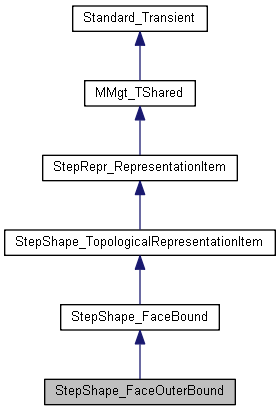 Standard_Transient
MMgt_TShared
StepRepr_RepresentationItem
StepShape_TopologicalRepresentationItem
StepShape_FaceBound
StepShape_FaceOuterBound